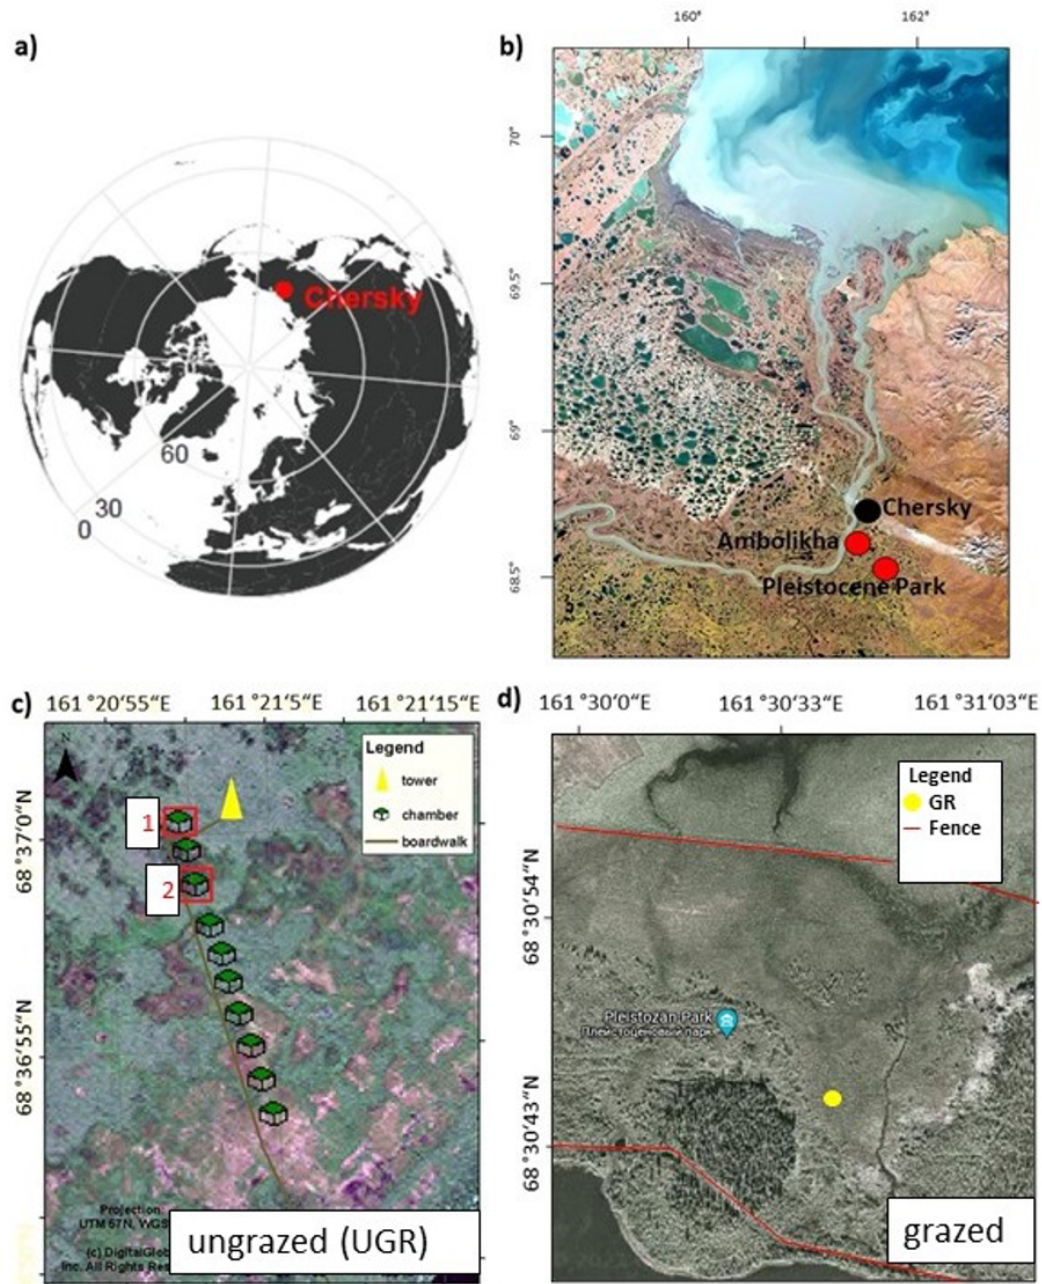 a)
Chersky
60
30
0
b)
160°
162°
70°
69.5°
69°
68.5°
Chersky
Ambolikha
Pleistocene Park
c)
161 °20‘55“E
161 °21‘5“E
161 °21‘15“E
68 °37‘0“N
68 °36‘55“N
N
Legend
tower
chamber
boardwalk
1
2
Projection:
UTM 67N, WGS
(c) DigitalGlob
Inc. All Rights Res
ungrazed (UGR)
d)
161 °30‘0“E
161 °30‘33“E
161 °31‘03“E
68 °30‘54“N
68 °30‘43“N
Legend
GR
Fence
Pleistozän Park
Плейстоценовый парк
grazed